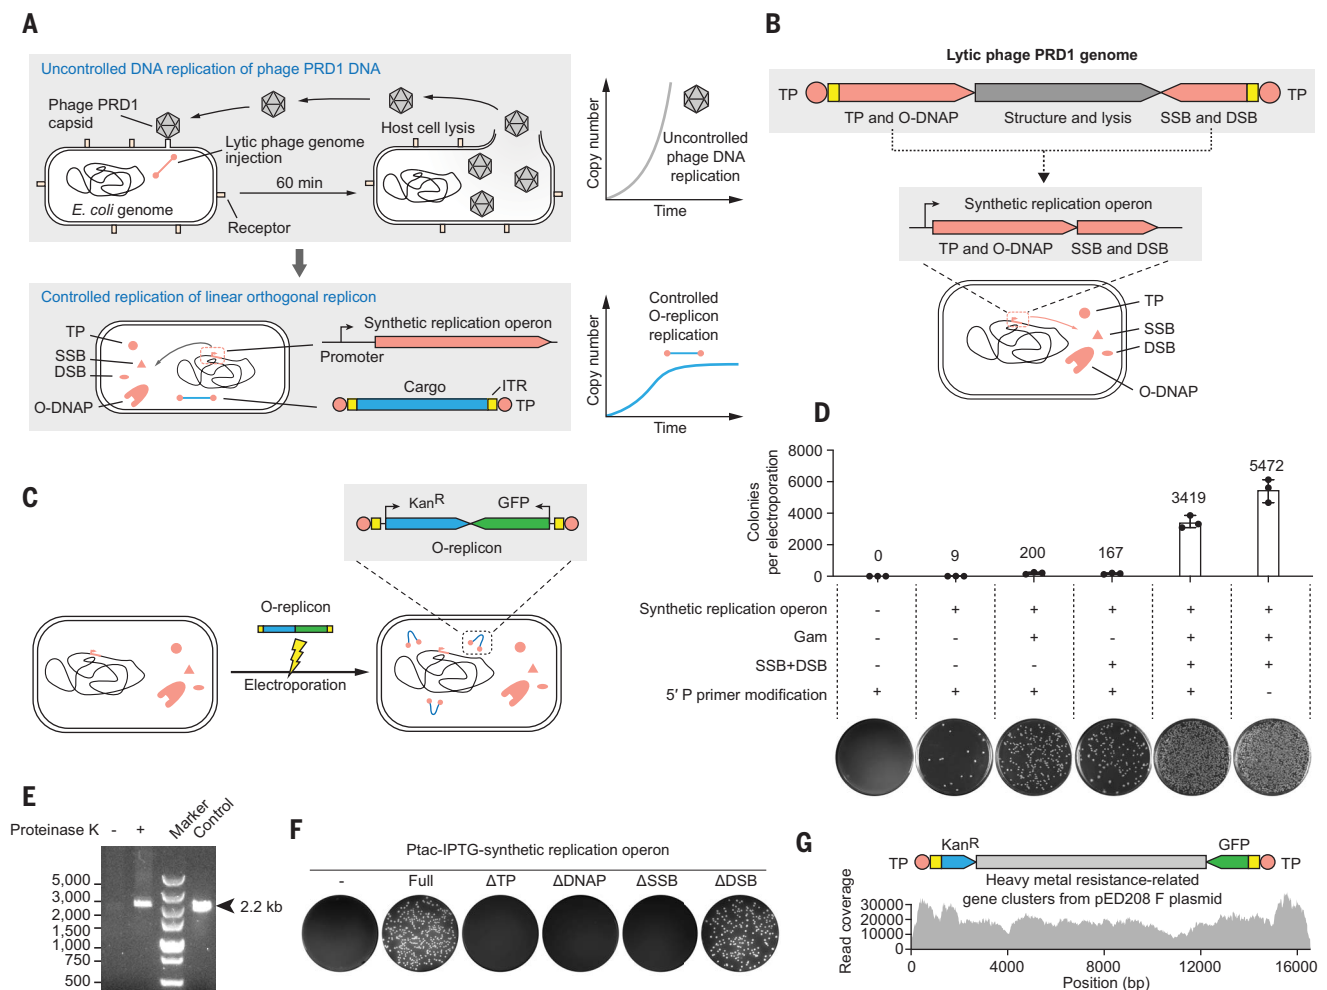 A
Uncontrolled DNA replication of phage PRD1 DNA
Phage PRD1
capsid
Lytic phage genome
injection
Host cell lysis
60 min
E. coli genome
Receptor
Copy number
Time
Uncontrolled
phage DNA
replication
Controlled replication of linear orthogonal replicon
TP
SSB
DSB
O-DNAP
Synthetic replication operon
Promoter
Cargo
ITR
TP
Copy number
Time
Controlled
O-replicon
replication
B
Lytic phage PRD1 genome
TP
TP
TP and O-DNAP
Structure and lysis
SSB and DSB
Synthetic replication operon
TP and O-DNAP
SSB and DSB
TP
SSB
DSB
O-DNAP
C
KanR
GFP
O-replicon
O-replicon
Electroporation
D
Colonies
per electroporation
8000
6000
4000
2000
0
0
9
200
167
3419
5472
Synthetic replication operon - + + + + +
Gam - - + - + +
SSB+DSB - - - + + +
5′ P primer modification + + + + + -
E
Proteinase K - + Marker Control
5,000
3,000
2,000
1,500
1,000
750
500
2.2 kb
F
Ptac-IPTG-synthetic replication operon
- Full ΔTP ΔDNAP ΔSSB ΔDSB
G
KanR
GFP
TP
TP
Heavy metal resistance-related
gene clusters from pED208 F plasmid
Read coverage
30000
20000
10000
0
0 4000 8000 12000 16000
Position (bp)